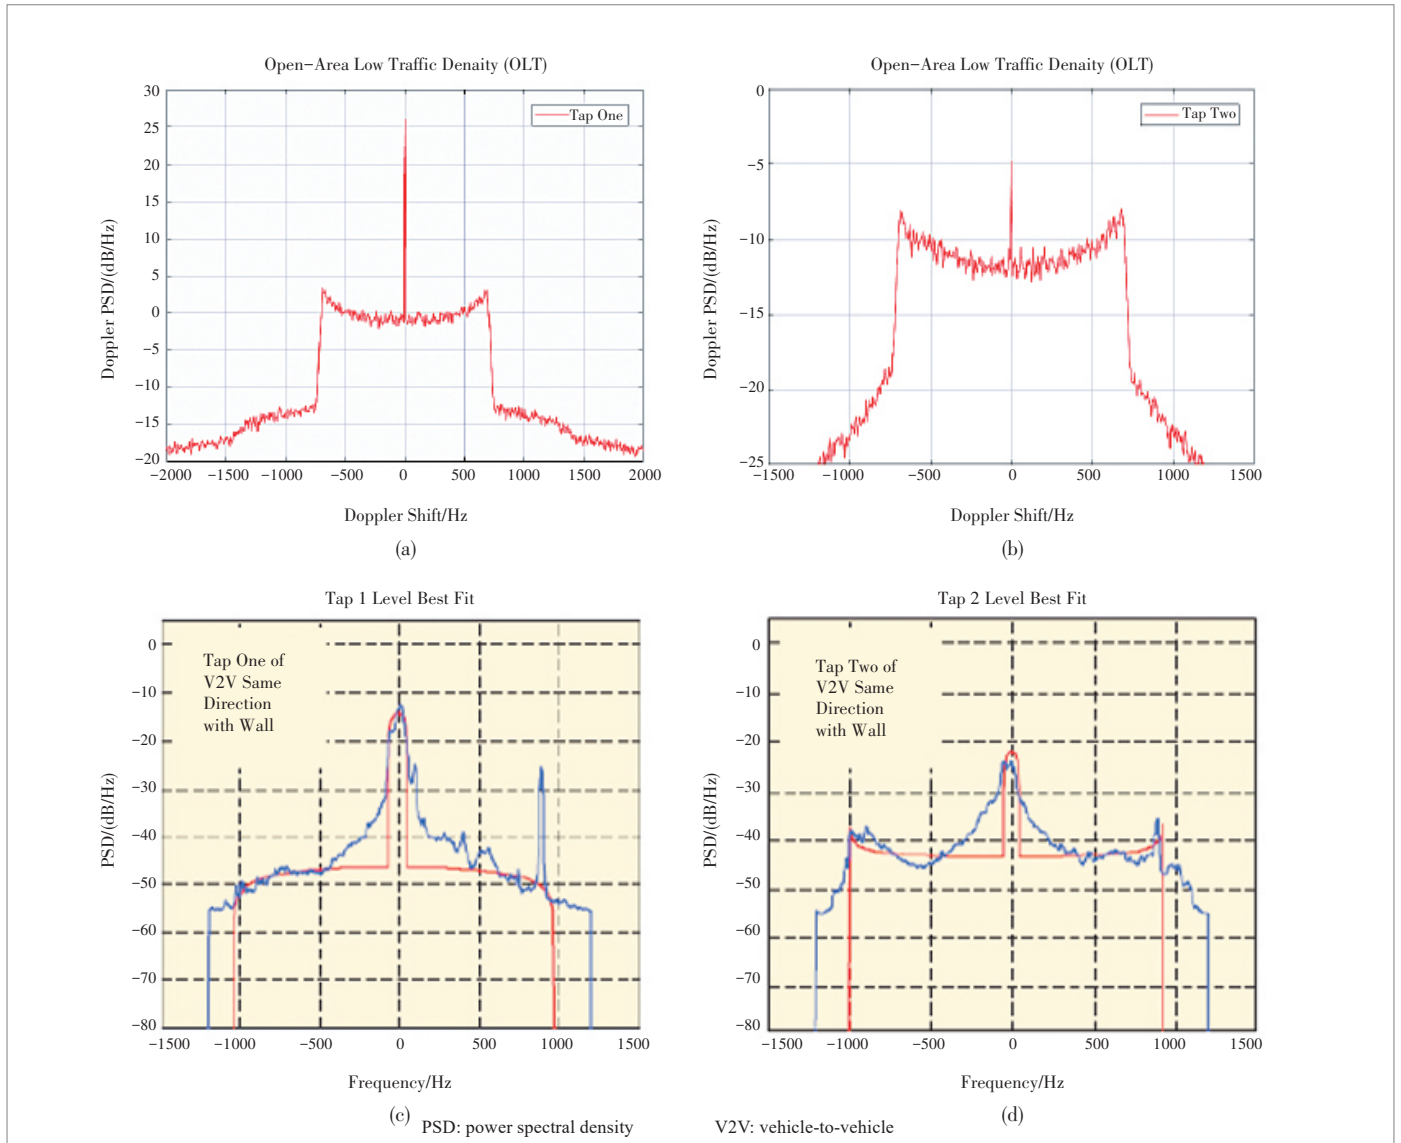 Open-Area Low Traffic Denaity (OLT)
30
25
20
15
10
5
0
-5
-10
-15
-20
Tap One
Doppler PSD/(dB/Hz)
-2000 -1500 -1000 -500 0 500 1000 1500 2000
Doppler Shift/Hz
(a)
Open-Area Low Traffic Denaity (OLT)
0
-5
-10
-15
-20
-25
Tap Two
Doppler PSD/(dB/Hz)
-1500 -1000 -500 0 500 1000 1500
Doppler Shift/Hz
(b)
Tap 1 Level Best Fit
0
-10
-20
-30
-40
-50
-60
-70
-80
Tap One of
V2V Same
Direction
with Wall
PSD/(dB/Hz)
-1500 -1000 -500 0 500 1000 1500
Frequency/Hz
(c)
Tap 2 Level Best Fit
0
-10
-20
-30
-40
-50
-60
-70
-80
Tap Two of
V2V Same
Direction
with Wall
PSD/(dB/Hz)
-1500 -1000 -500 0 500 1000 1500
Frequency/Hz
(d)
PSD: power spectral density V2V: vehicle-to-vehicle